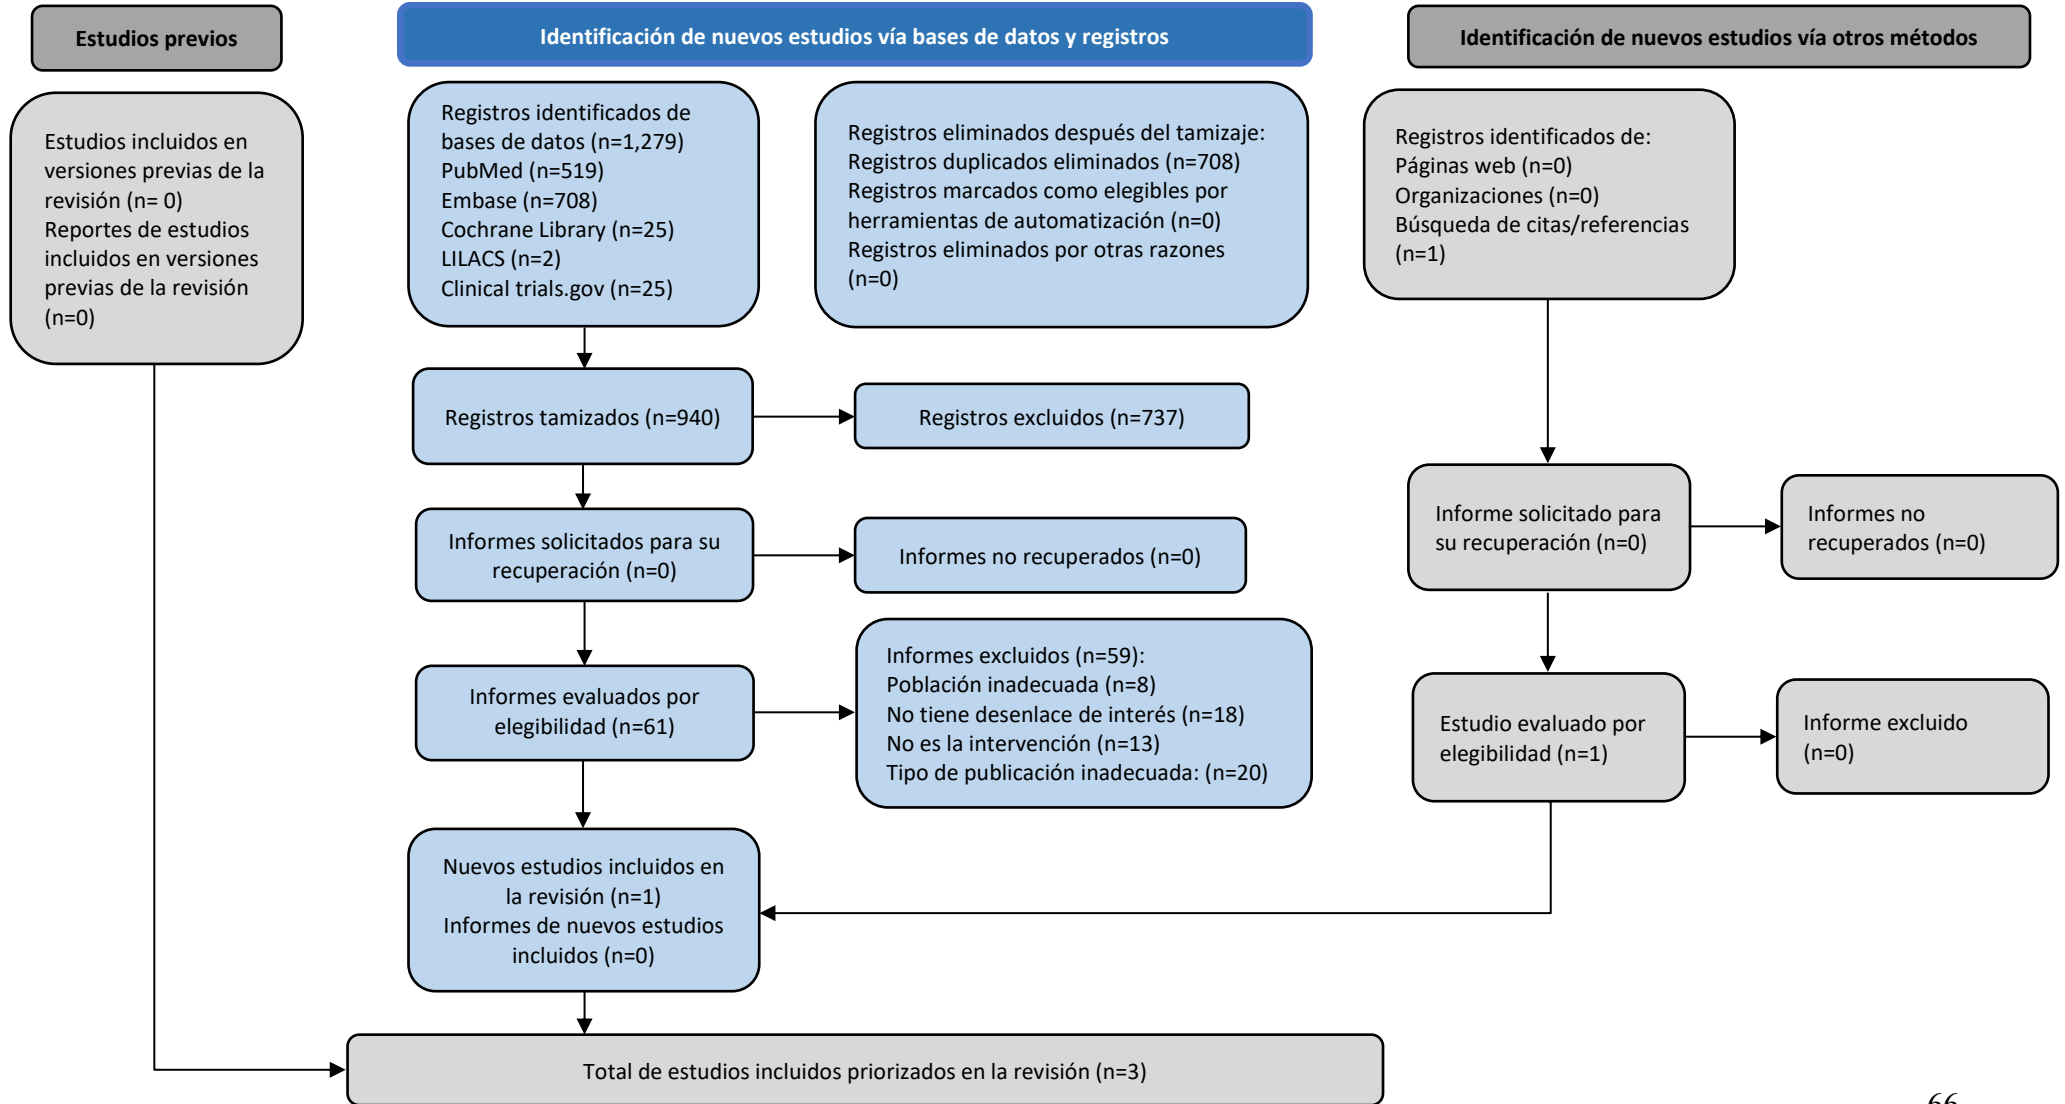 Estudios previos
Identificación de nuevos estudios vía bases de datos y registros
Identificación de nuevos estudios vía otros métodos
Estudios incluidos en
versiones previas de la
revisión (n= 0)
Reportes de estudios
incluidos en versiones
previas de la revisión
(n=0)
Registros identificados de
bases de datos (n=1,279)
PubMed (n=519)
Embase (n=708)
Cochrane Library (n=25)
LILACS (n=2)
Clinical trials.gov (n=25)
Registros eliminados después del tamizaje:
Registros duplicados eliminados (n=708)
Registros marcados como elegibles por
herramientas de automatización (n=0)
Registros eliminados por otras razones
(n=0)
Registros identificados de:
Páginas web (n=0)
Organizaciones (n=0)
Búsqueda de citas/referencias
(n=1)
Registros tamizados (n=940)
Registros excluidos (n=737)
Informes solicitados para su
recuperación (n=0)
Informes no recuperados (n=0)
Informe solicitado para
su recuperación (n=0)
Informes no
recuperados (n=0)
Informes evaluados por
elegibilidad (n=61)
Informes excluidos (n=59):
Población inadecuada (n=8)
No tiene desenlace de interés (n=18)
No es la intervención (n=13)
Tipo de publicación inadecuada: (n=20)
Estudio evaluado por
elegibilidad (n=1)
Informe excluido
(n=0)
Nuevos estudios incluidos en
la revisión (n=1)
Informes de nuevos estudios
incluidos (n=0)
Total de estudios incluidos priorizados en la revisión (n=3)
66